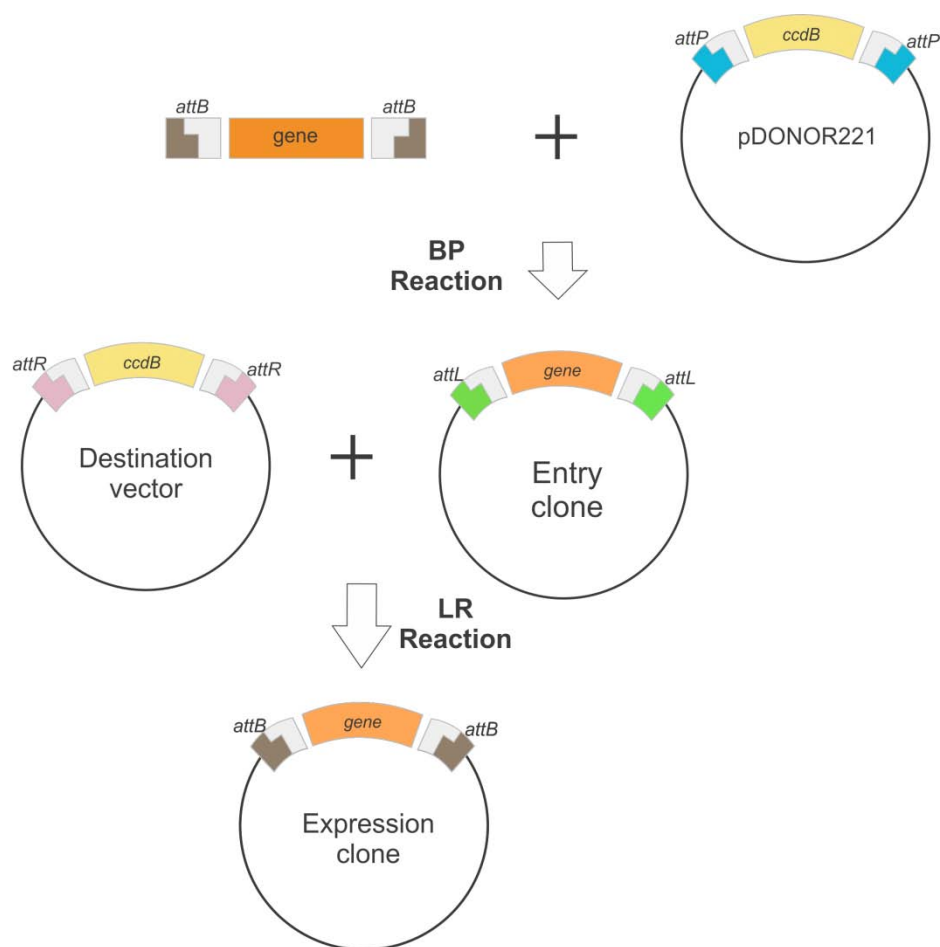 attP
ccdB
attP
attB
attB
gene
pDONOR221
BP
Reaction
attR
ccdB
attR
attL
gene
attL
Destination
vector
Entry
clone
LR
Reaction
attB
gene
attB
Expression
clone